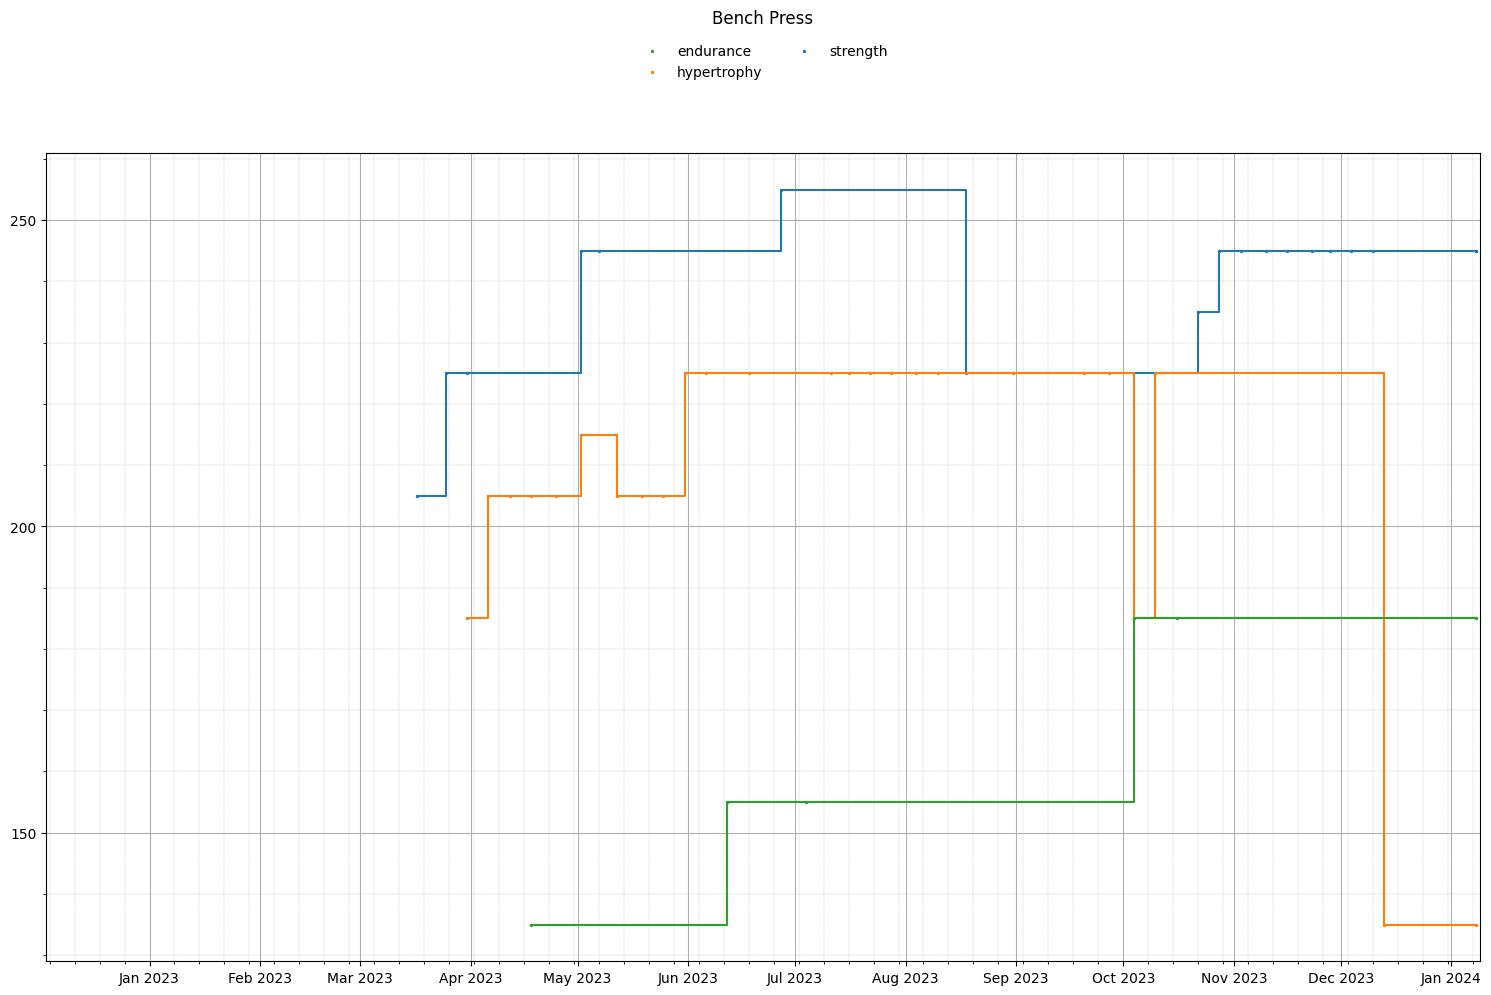 Bench Press
endurance
strength
hypertrophy
250
200
150
Jan 2023
Feb 2023
Mar 2023
Apr 2023
May 2023
Jun 2023
Jul 2023
Aug 2023
Sep 2023
Oct 2023
Nov 2023
Dec 2023
Jan 2024